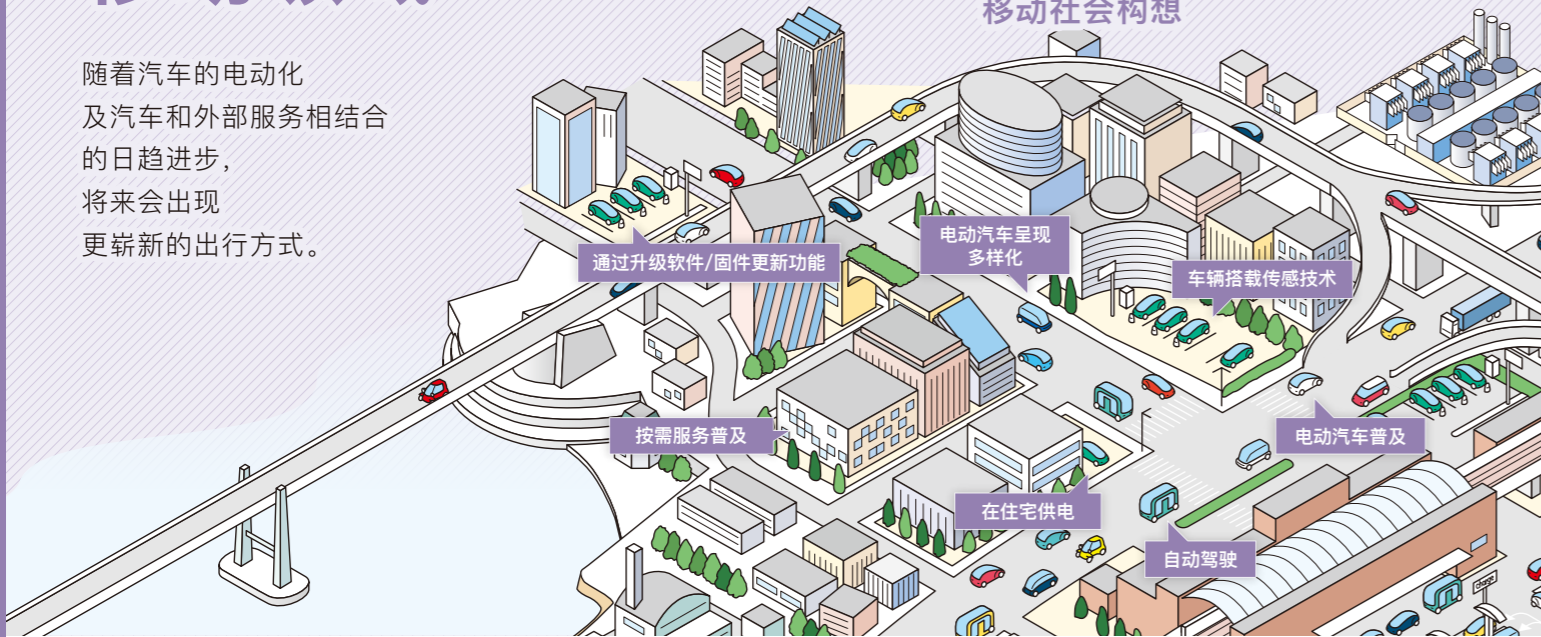 移动社会构想
随着汽车的电动化
及汽车和外部服务相结合
的日趋进步，
将来会出现
更崭新的出行方式。
通过升级软件/固件更新功能
电动汽车呈现
多样化
车辆搭载传感技术
按需服务普及
电动汽车普及
在住宅供电
自动驾驶
charge